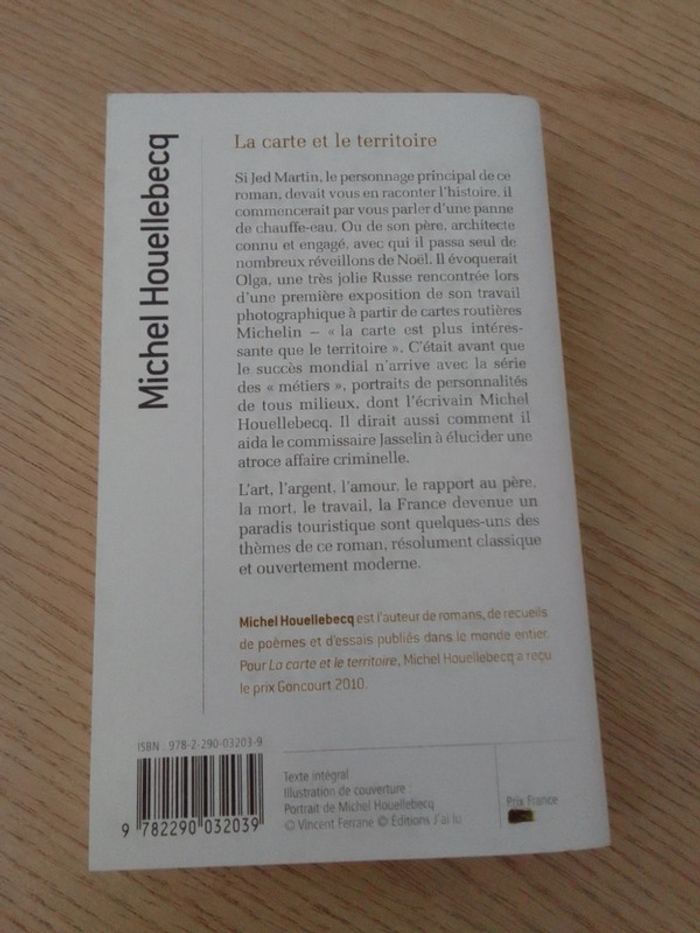 Michel Houellebecq
La carte et le territoire
Si Jed Martin, le personnage principal de ce
roman, devait vous en raconter l'histoire, il
commencerait par vous parler d'une panne
de chauffe-eau. Ou de son père, architecte
connu et engagé, avec qui il passa seul de
nombreux réveillons de Noël. Il évoquerait
Olga, une très jolie Russe rencontrée lors
d'une première exposition de son travail
photographique à partir de cartes routières
Michelin – « la carte est plus intéres-
sante que le territoire ». C'était avant que
le succès mondial n'arrive avec la série
des « métiers », portraits de personnalités
de tous milieux, dont l'écrivain Michel
Houellebecq. Il dirait aussi comment il
aida le commissaire Jasselin à élucider une
atroce affaire criminelle.
L'art, l'argent, l'amour, le rapport au père,
la mort, le travail, la France devenue un
paradis touristique sont quelques-uns des
thèmes de ce roman, résolument classique
et ouvertement moderne.
Michel Houellebecq est l'auteur de romans, de recueils
de poèmes et d'essais publiés dans le monde entier.
Pour La carte et le territoire, Michel Houellebecq a reçu
le prix Goncourt 2010.
ISBN : 978-2-290-03203-9
9 782290 032039
Texte intégral
Illustration de couverture :
Portrait de Michel Houellebecq
© Vincent Ferrane © Éditions J'ai lu
Prix France